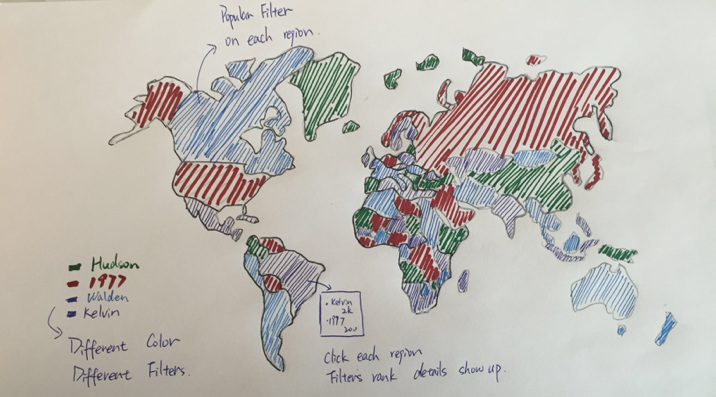 Popular Filter
on each region.
Hudson
1977
Walden
Kelvin
Different Color
Different Filters.
• Kelvin
2k
• 1977
200
Click each region
Filters rank details show up.